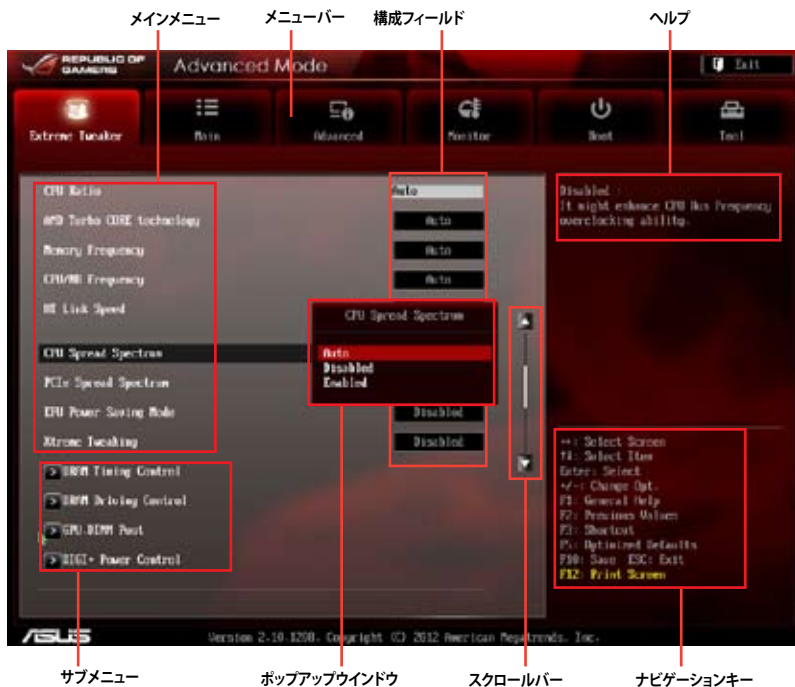 メインメニュー メニューバー 構成フィールド ヘルプ
REPUBLIC OF GAMERS Advanced Mode Exit
Extreme Tweaker Main Advanced Monitor Boot Tool
CPU Ratio Auto
AMD Turbo CORE technology Auto
Memory Frequency Auto
CPU/NB Frequency Auto
HT Link Speed
CPU Spread Spectrum
PCIe Spread Spectrum
EPU Power Saving Mode Disabled
Xtreme Tweaking Disabled
> DRAM Timing Control
> DRAM Driving Control
> GPU.DIMM Post
> DIGI+ Power Control
CPU Spread Spectrum
Auto
Disabled
Enabled
Disabled :
It might enhance CPU Bus Frequency
overclocking ability.
→←: Select Screen
↑↓: Select Item
Enter: Select
+/-: Change Opt.
F1: General Help
F2: Previous Values
F3: Shortcut
F5: Optimized Defaults
F10: Save ESC: Exit
F12: Print Screen
ASUS Version 2.10.1208. Copyright (C) 2012 American Megatrends, Inc.
サブメニュー ポップアップウインドウ スクロールバー ナビゲーションキー